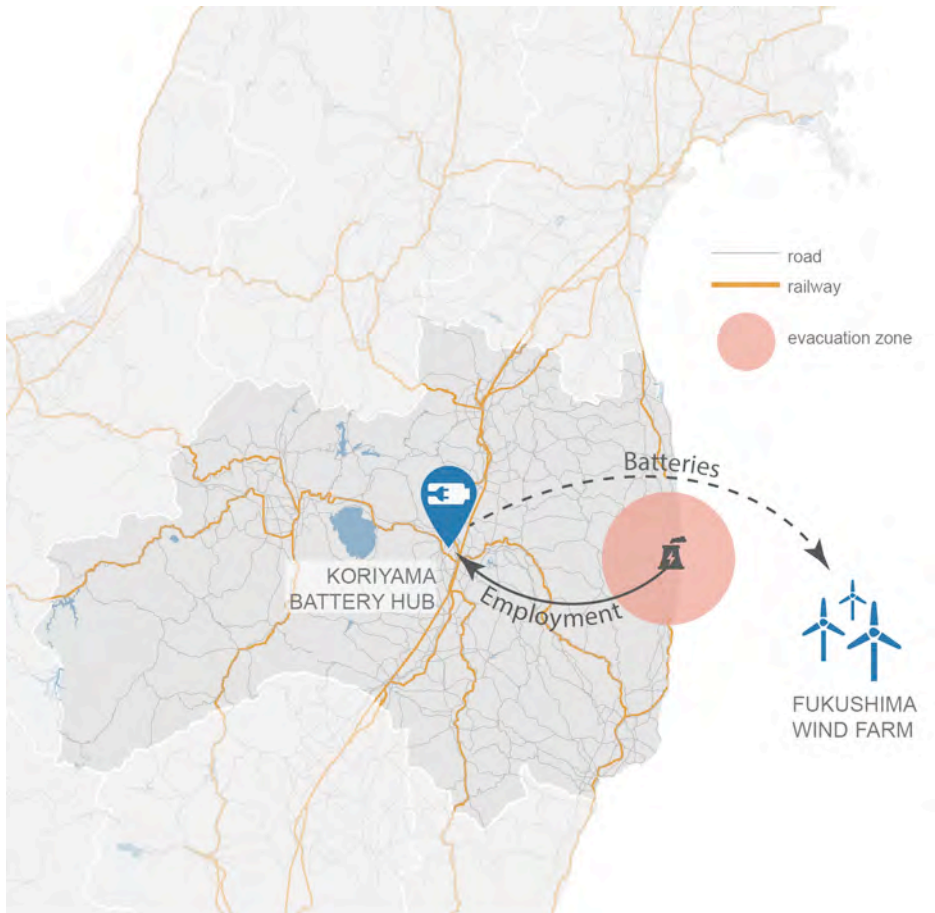 road
railway
evacuation zone
Batteries
KORIYAMA
BATTERY HUB
Employment
FUKUSHIMA
WIND FARM